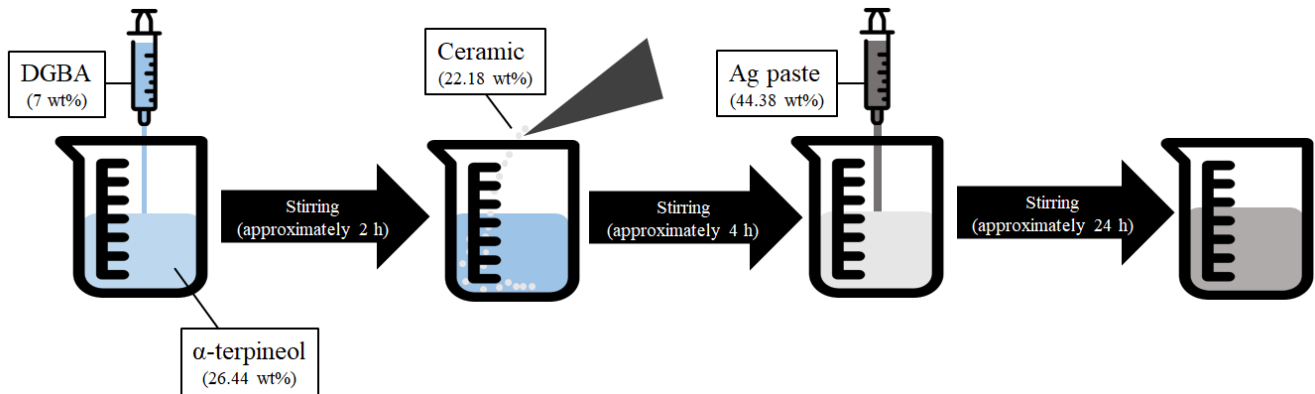 DGBA
(7 wt%)
Ceramic
(22.18 wt%)
Ag paste
(44.38 wt%)
Stirring
(approximately 2 h)
Stirring
(approximately 4 h)
Stirring
(approximately 24 h)
α-terpineol
(26.44 wt%)